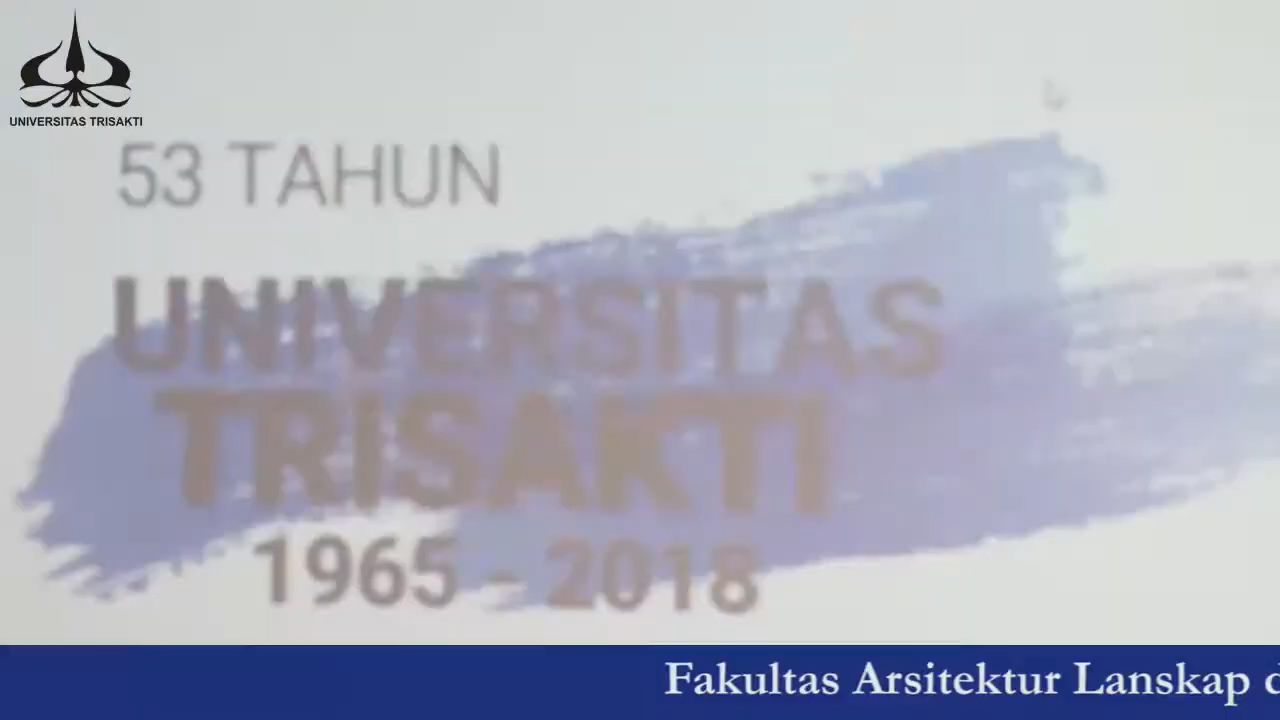 UNIVERSITAS TRISAKTI
53 TAHUN
UNIVERSITAS
TRISAKTI
1965 - 2018
Fakultas Arsitektur Lanskap d